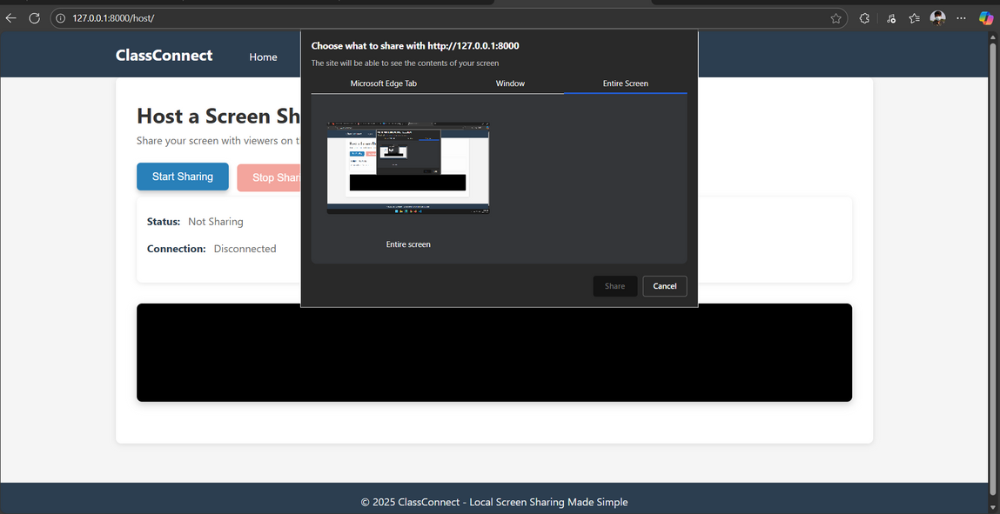 127.0.0.1:8000/host/
Choose what to share with http://127.0.0.1:8000
The site will be able to see the contents of your screen
Microsoft Edge Tab
Window
Entire Screen
Entire screen
Share
Cancel
ClassConnect
Home
Host a Screen Sh
Share your screen with viewers on t
Start Sharing
Stop Shari
Status: Not Sharing
Connection: Disconnected
© 2025 ClassConnect - Local Screen Sharing Made Simple